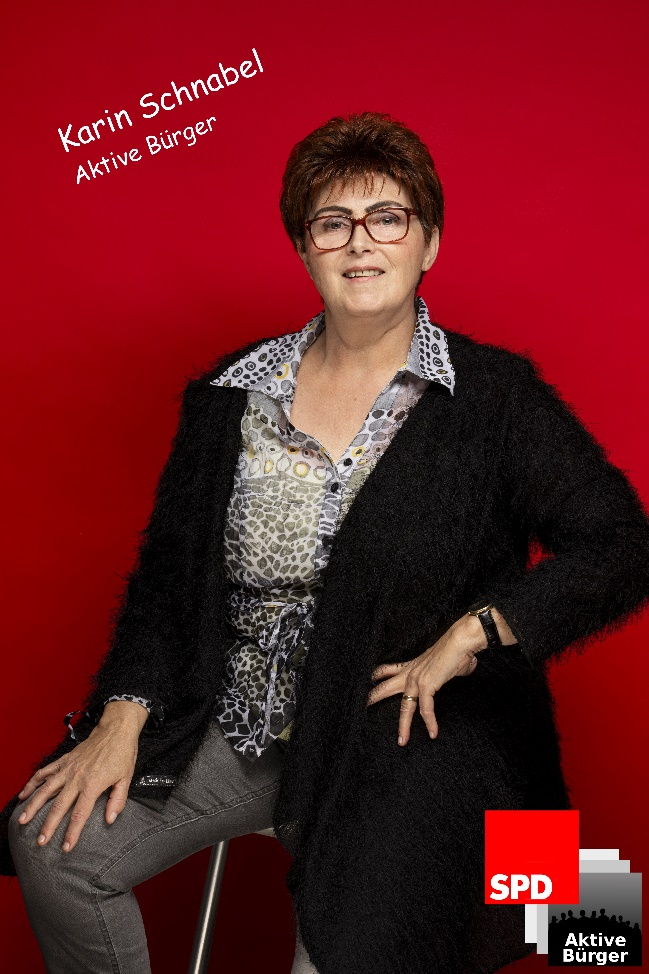 Karin Schnabel
Aktive Bürger
SPD
Aktive
Bürger